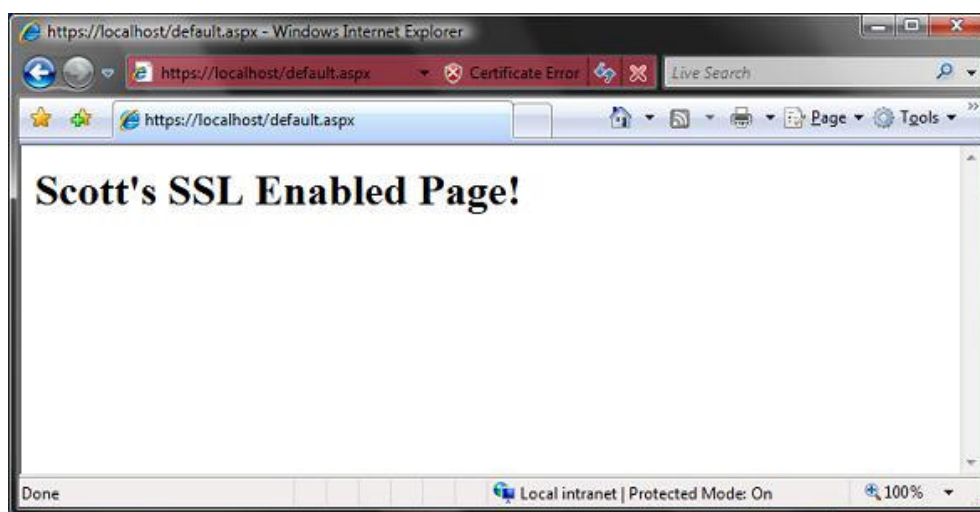 https://localhost/default.aspx - Windows Internet Explorer
https://localhost/default.aspx
Certificate Error
Live Search
https://localhost/default.aspx
Page
Tools
Scott's SSL Enabled Page!
Done
Local intranet | Protected Mode: On
100%